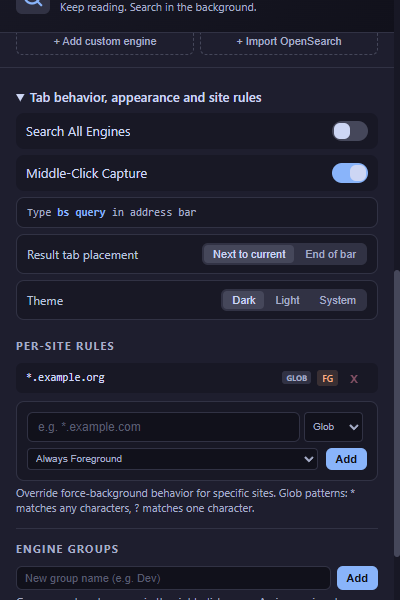 Keep reading. Search in the background.
+ Add custom engine
+ Import OpenSearch
▼ Tab behavior, appearance and site rules
Search All Engines
Middle-Click Capture
Type bs query in address bar
Result tab placement
Next to current
End of bar
Theme
Dark
Light
System
PER-SITE RULES
*.example.org
GLOB
FG
X
e.g. *.example.com
Glob
Always Foreground
Add
Override force-background behavior for specific sites. Glob patterns: *
matches any characters, ? matches one character.
ENGINE GROUPS
New group name (e.g. Dev)
Add